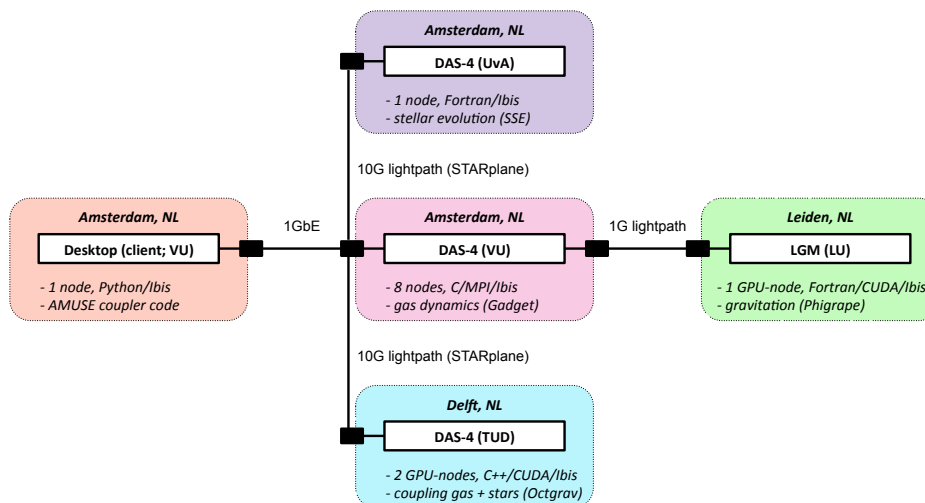 Amsterdam, NL
DAS-4 (UvA)
- 1 node, Fortran/Ibis
- stellar evolution (SSE)
10G lightpath (STARplane)
Amsterdam, NL
Desktop (client; VU)
- 1 node, Python/Ibis
- AMUSE coupler code
1GbE
Amsterdam, NL
DAS-4 (VU)
- 8 nodes, C/MPI/Ibis
- gas dynamics (Gadget)
1G lightpath
Leiden, NL
LGM (LU)
- 1 GPU-node, Fortran/CUDA/Ibis
- gravitation (Phigrape)
10G lightpath (STARplane)
Delft, NL
DAS-4 (TUD)
- 2 GPU-nodes, C++/CUDA/Ibis
- coupling gas + stars (Octgrav)